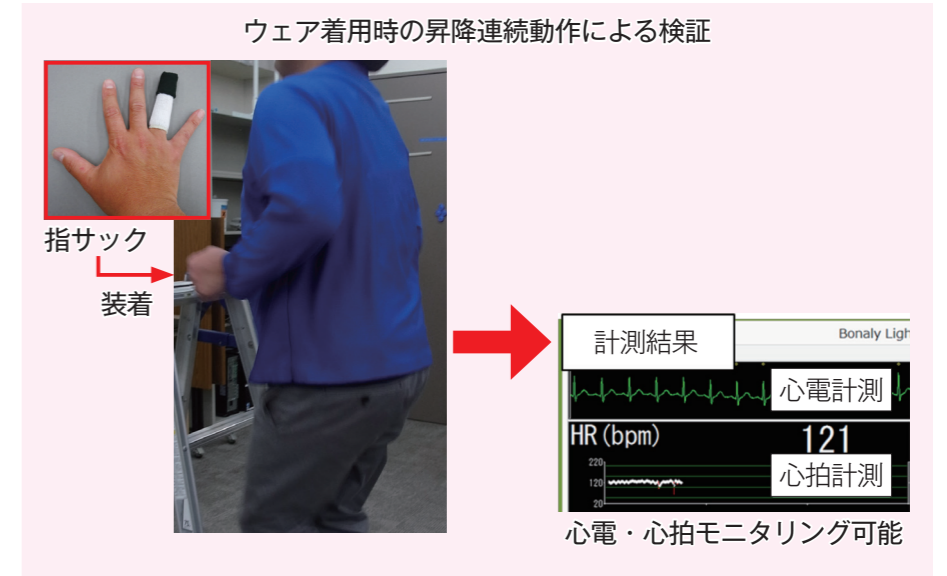 ウェア着用時の昇降連続動作による検証
指サック
装着
計測結果
Bonaly Ligh
心電計測
HR (bpm)
121
220
120
20
心拍計測
心電・心拍モニタリング可能